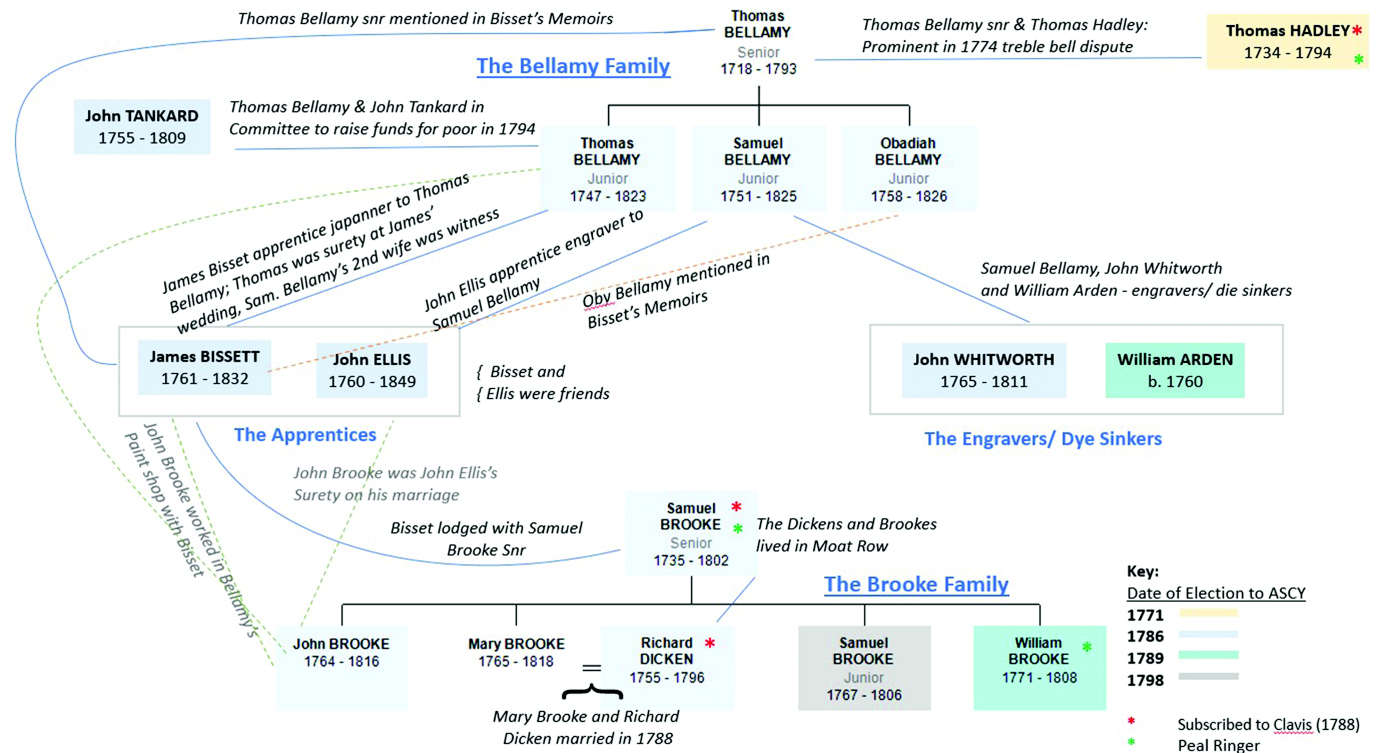 Thomas Bellamy snr mentioned in Bisset's Memoirs
Thomas
BELLAMY
Senior
1718 - 1793
Thomas Bellamy snr & Thomas Hadley:
Prominent in 1774 treble bell dispute
Thomas HADLEY*
1734 - 1794
*
The Bellamy Family
John TANKARD
1755 - 1809
Thomas Bellamy & John Tankard in
Committee to raise funds for poor in 1794
Thomas
BELLAMY
Junior
1747 - 1823
Samuel
BELLAMY
Junior
1751 - 1825
Obadiah
BELLAMY
Junior
1758 - 1826
James Bisset apprentice japanner to Thomas
Bellamy; Thomas was surety at James'
wedding, Sam. Bellamy's 2nd wife was witness
John Ellis apprentice engraver to
Samuel Bellamy
Oby Bellamy mentioned in
Bisset's Memoirs
Samuel Bellamy, John Whitworth
and William Arden - engravers/ die sinkers
James BISSETT
1761 - 1832
John ELLIS
1760 - 1849
{ Bisset and
{ Ellis were friends
John WHITWORTH
1765 - 1811
William ARDEN
b. 1760
The Apprentices
The Engravers/ Dye Sinkers
John Brooke worked in Bellamy's
Paint shop with Bisset
John Brooke was John Ellis's
Surety on his marriage
Bisset lodged with Samuel
Brooke Snr
Samuel *
BROOKE *
Senior
1735 - 1802
The Dickens and Brookes
lived in Moat Row
The Brooke Family
John BROOKE
1764 - 1816
Mary BROOKE
1765 - 1818
=
Richard *
DICKEN
1755 - 1796
Samuel
BROOKE
Junior
1767 - 1806
William *
BROOKE
1771 - 1808
Mary Brooke and Richard
Dicken married in 1788
Key:
Date of Election to ASCY
1771
1786
1789
1798
* Subscribed to Clavis (1788)
* Peal Ringer